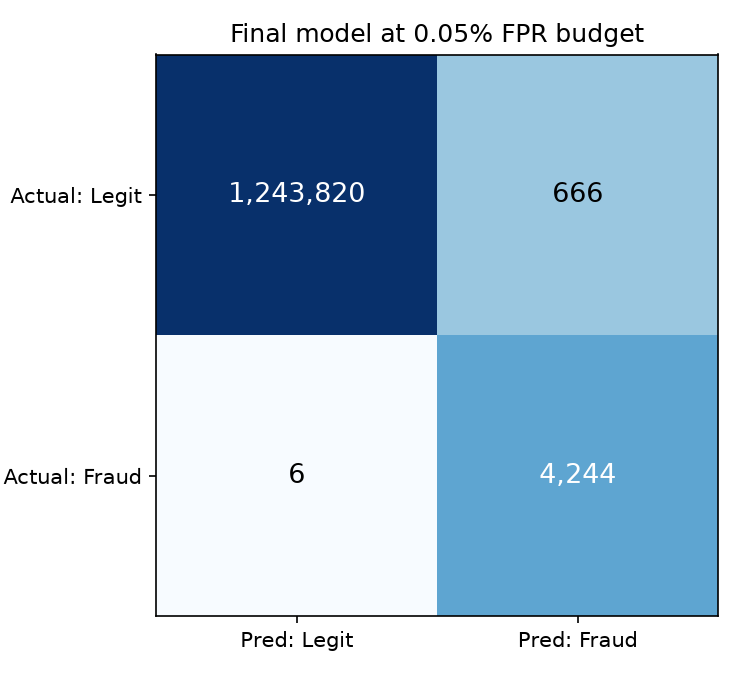 Final model at 0.05% FPR budget
Actual: Legit
1,243,820
666
Actual: Fraud
6
4,244
Pred: Legit
Pred: Fraud